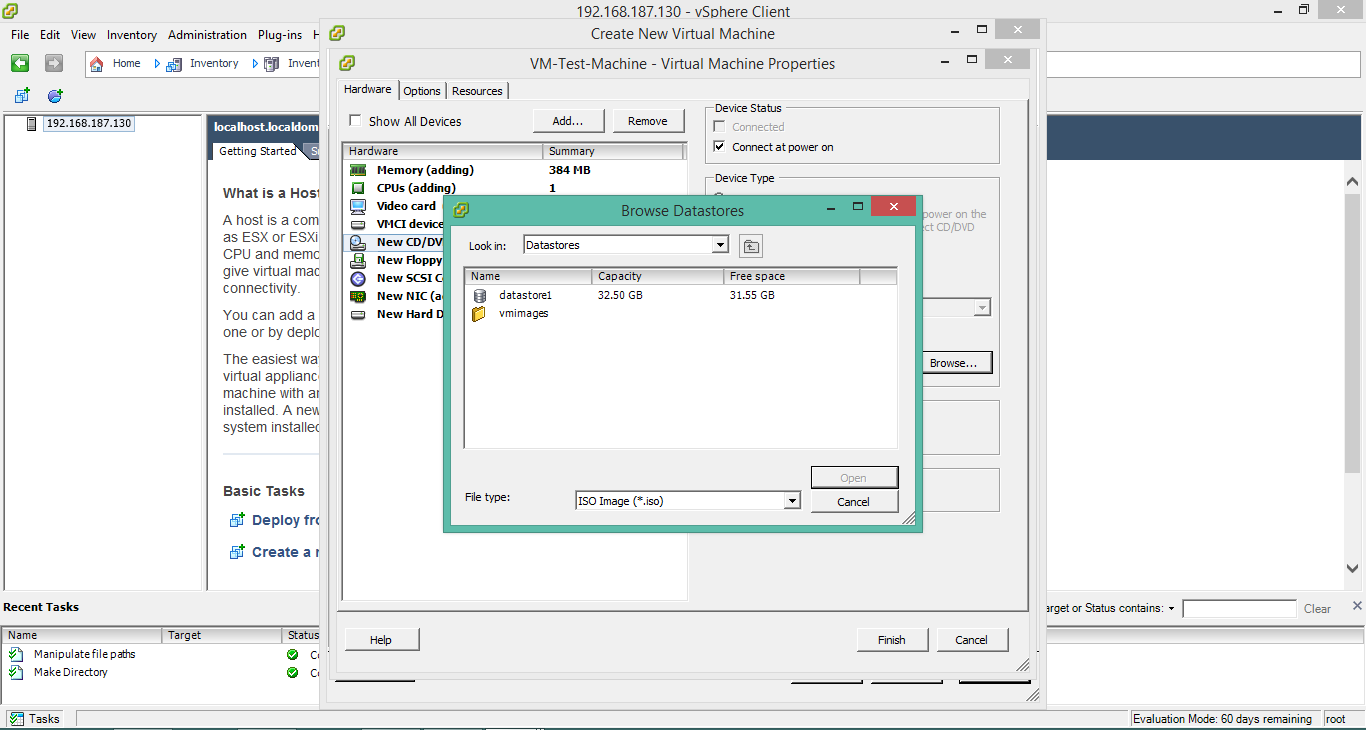 192.168.187.130 - vSphere Client
File Edit View Inventory Administration Plug-ins
Home Inventory
192.168.187.130
localhost.localdom
Getting Started
What is a Host
A host is a com
as ESX or ESXi
CPU and memo
give virtual mac
connectivity.
You can add a
one or by deplo
The easiest wa
virtual applianc
machine with an
installed. A new
system installed
Basic Tasks
Deploy fro
Create a n
Create New Virtual Machine
VM-Test-Machine - Virtual Machine Properties
Hardware Options Resources
Show All Devices Add... Remove
Hardware Summary
Memory (adding) 384 MB
CPUs (adding) 1
Video card
VMCI device
New CD/DV
New Floppy
New SCSI C
New NIC (a
New Hard D
Device Status
Connected
Connect at power on
Device Type
power on the
ct CD/DVD
Browse...
Browse Datastores
Look in: Datastores
Name Capacity Free space
datastore1 32.50 GB 31.55 GB
vmimages
Open
File type: ISO Image (*.iso) Cancel
Help Finish Cancel
Recent Tasks
arget or Status contains: Clear
Name Target Status
Manipulate file paths
Make Directory
Tasks Evaluation Mode: 60 days remaining root